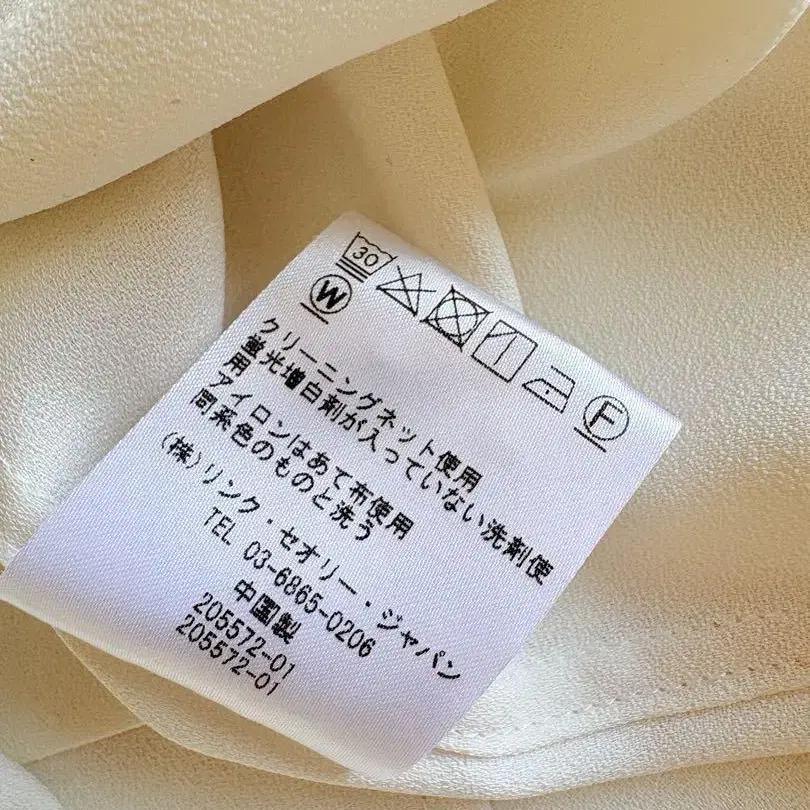 30
F
W
クリーニングネット使用
蛍光増白剤が入っていない洗剤使
用
アイロンはあて布使用
同系色のものと洗う
(株)リンク・セオリー・ジャパン
TEL 03-6865-0206
中国製
205572-01
205572-01